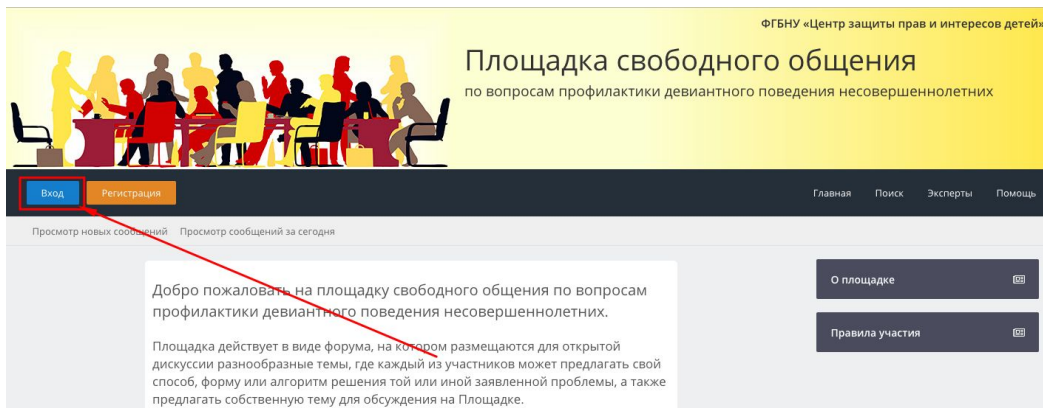 ФГБНУ «Центр защиты прав и интересов детей»
Площадка свободного общения
по вопросам профилактики девиантного поведения несовершеннолетних
Вход Регистрация Главная Поиск Эксперты Помощь
Просмотр новых сообщений Просмотр сообщений за сегодня
О площадке
Добро пожаловать на площадку свободного общения по вопросам
профилактики девиантного поведения несовершеннолетних.
Правила участия
Площадка действует в виде форума, на котором размещаются для открытой
дискуссии разнообразные темы, где каждый из участников может предлагать свой
способ, форму или алгоритм решения той или иной заявленной проблемы, а также
предлагать собственную тему для обсуждения на Площадке.